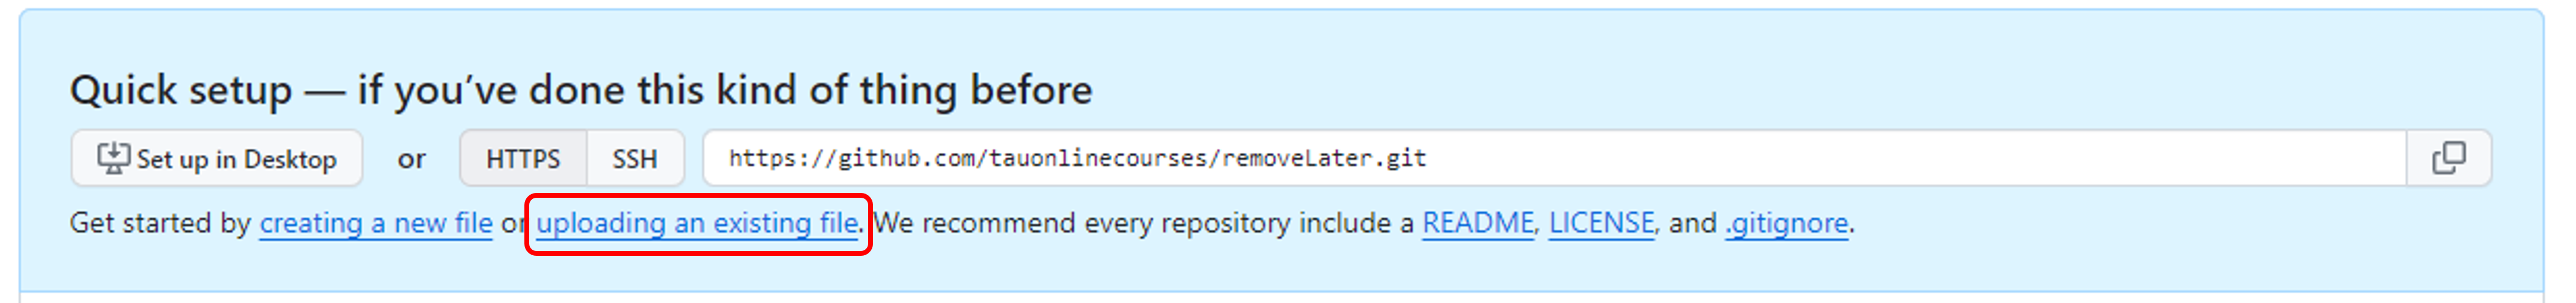 Quick setup — if you’ve done this kind of thing before
Set up in Desktop or HTTPS SSH https://github.com/tauonlinecourses/removeLater.git
Get started by creating a new file or uploading an existing file. We recommend every repository include a README, LICENSE, and .gitignore.